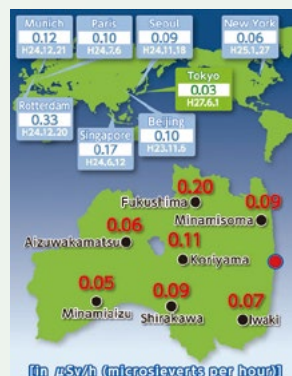 Munich
0.12
H24,12,21
Paris
0.10
H24,7,6
Seoul
0.09
H24,11,18
New York
0.06
H25,1,27
Tokyo
0.03
H27.6,1
Rotterdam
0.33
H24,12,20
Singapore
0.17
H24,6,12
Beijing
0.10
H23,11,6
0.20
Fukushima
0.09
Minamisoma
0.06
Aizuwakamatsu
0.11
Koriyama
0.05
Minamiaizu
0.09
Shirakawa
0.07
Iwaki
[in μSv/h (microsieverts per hour)]